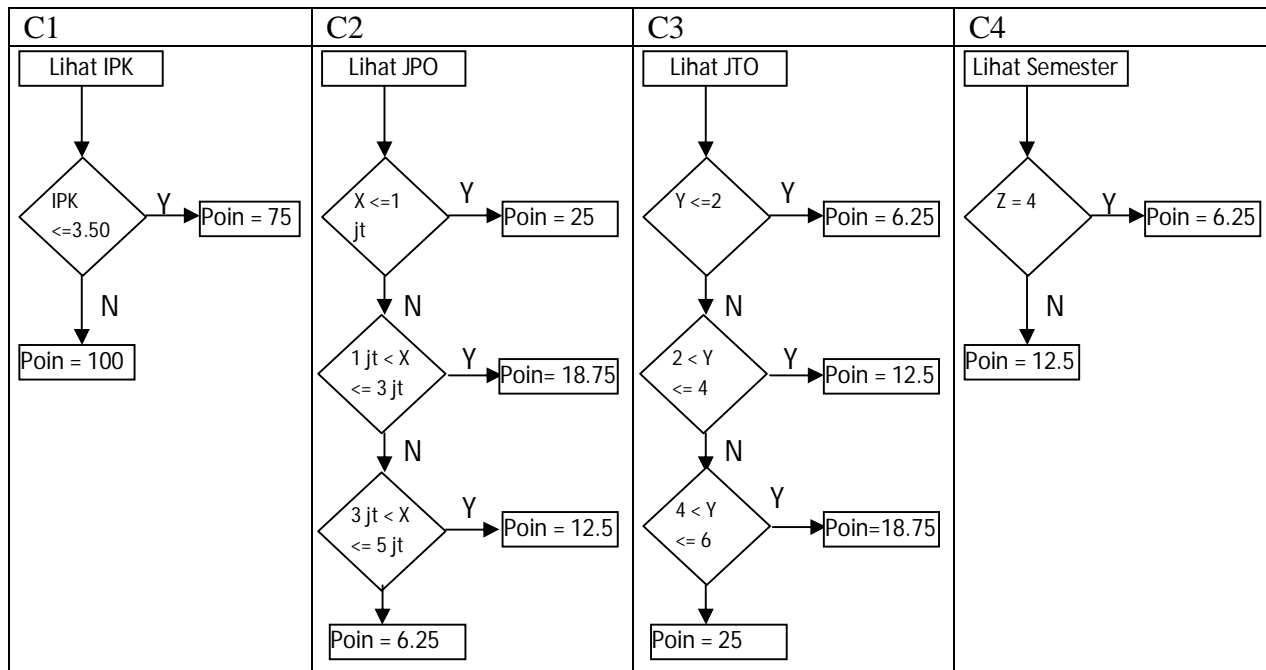 C1
Lihat IPK
IPK
<=3.50
Y
Poin = 75
N
Poin = 100
C2
Lihat JPO
X <=1
jt
Y
Poin = 25
N
1 jt < X
<= 3 jt
Y
Poin= 18.75
N
3 jt < X
<= 5 jt
Y
Poin = 12.5
Poin = 6.25
C3
Lihat JTO
Y <=2
Y
Poin = 6.25
N
2 < Y
<= 4
Y
Poin = 12.5
N
4 < Y
<= 6
Y
Poin=18.75
Poin = 25
C4
Lihat Semester
Z = 4
Y
Poin = 6.25
N
Poin = 12.5